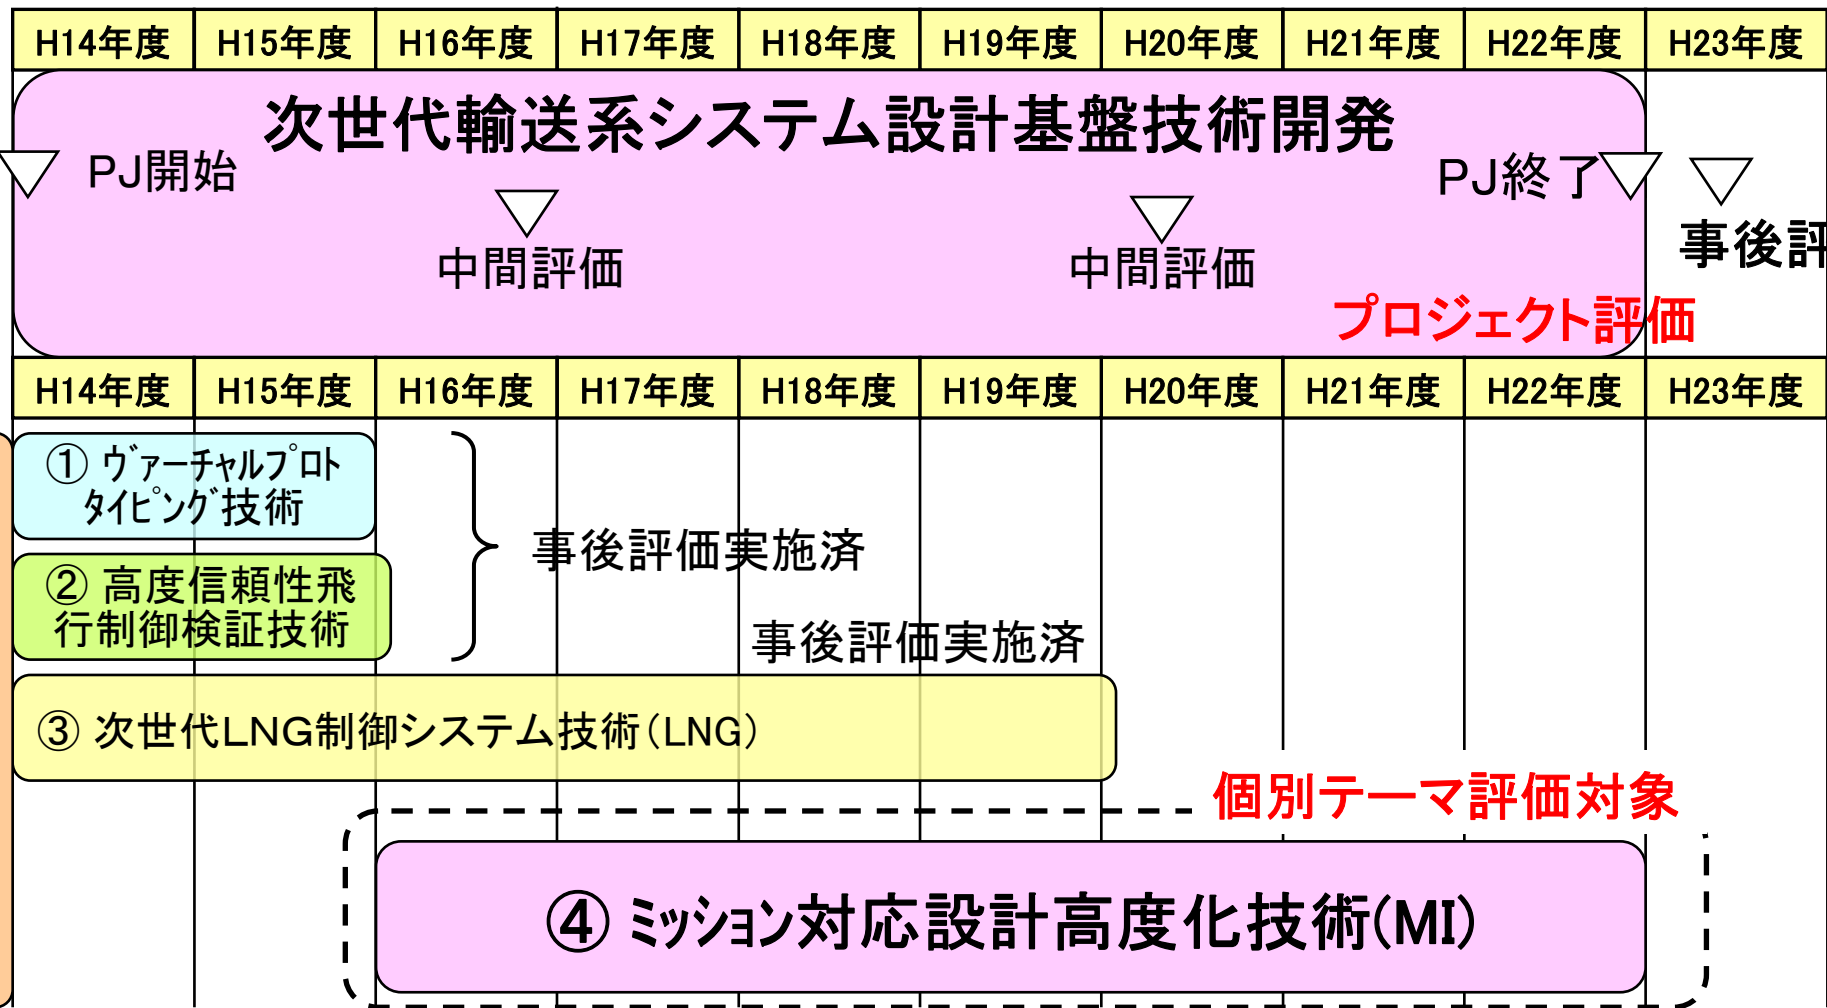 H14年度 H15年度 H16年度 H17年度 H18年度 H19年度 H20年度 H21年度 H22年度 H23年度
次世代輸送系システム設計基盤技術開発
PJ開始
PJ終了
中間評価
中間評価
事後評
プロジェクト評価
H14年度 H15年度 H16年度 H17年度 H18年度 H19年度 H20年度 H21年度 H22年度 H23年度
① ヴァーチャルプロト
タイピング技術
事後評価実施済
② 高度信頼性飛
行制御検証技術
事後評価実施済
③ 次世代LNG制御システム技術(LNG)
個別テーマ評価対象
④ ミッション対応設計高度化技術(MI)